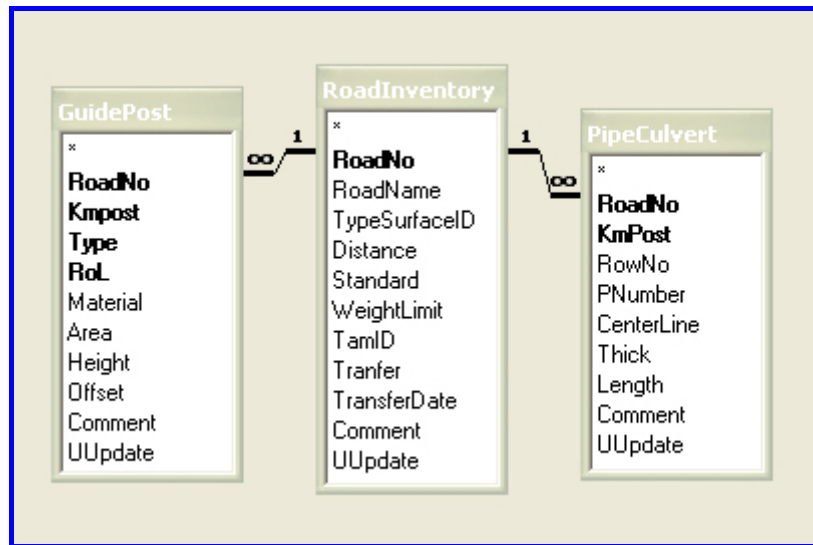 GuidePost
*
RoadNo
Kmpost
Type
RoL
Material
Area
Height
Offset
Comment
UUpdate
∞
1
RoadInventory
*
RoadNo
RoadName
TypeSurfaceID
Distance
Standard
WeightLimit
TamID
Tranfer
TransferDate
Comment
UUpdate
1
∞
PipeCulvert
*
RoadNo
KmPost
RowNo
PNumber
CenterLine
Thick
Length
Comment
UUpdate